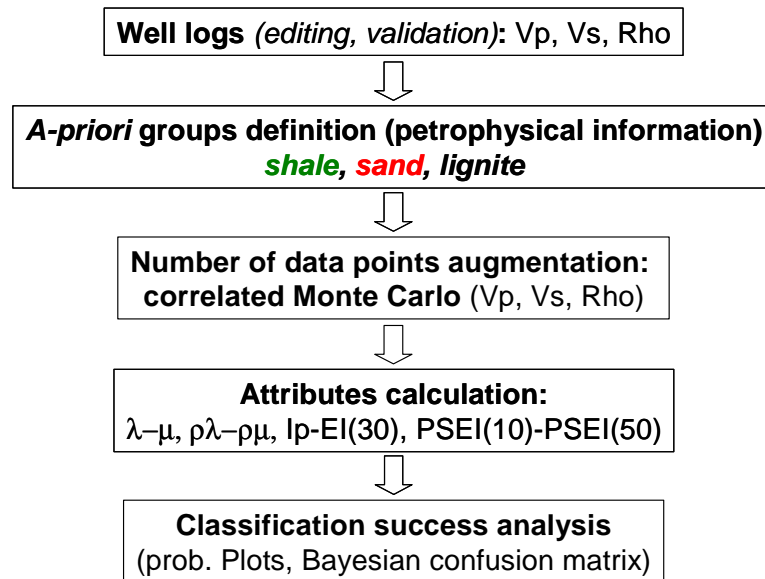 Well logs (editing, validation): Vp, Vs, Rho
A-priori groups definition (petrophysical information)
shale, sand, lignite
Number of data points augmentation:
correlated Monte Carlo (Vp, Vs, Rho)
Attributes calculation:
λ−μ, ρλ−ρμ, Ip-EI(30), PSEI(10)-PSEI(50)
Classification success analysis
(prob. Plots, Bayesian confusion matrix)